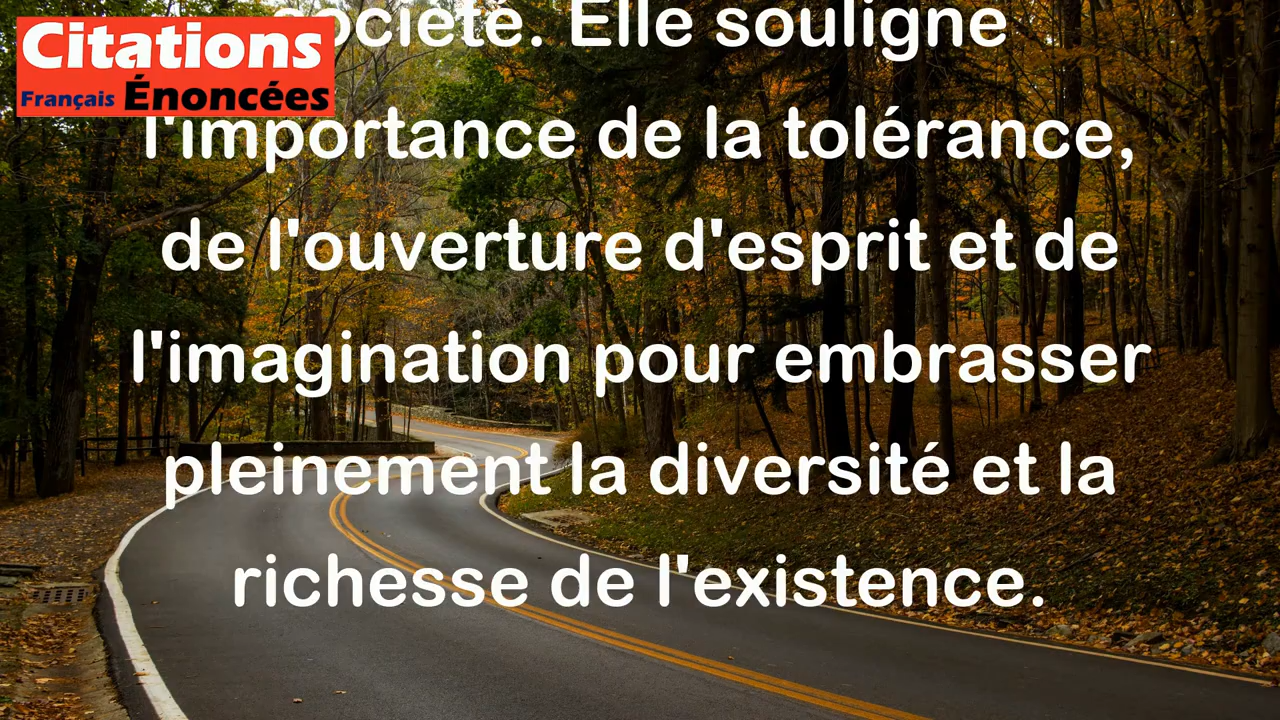 Citations
Français Énoncées
société. Elle souligne
l'importance de la tolérance,
de l'ouverture d'esprit et de
l'imagination pour embrasser
pleinement la diversité et la
richesse de l'existence.